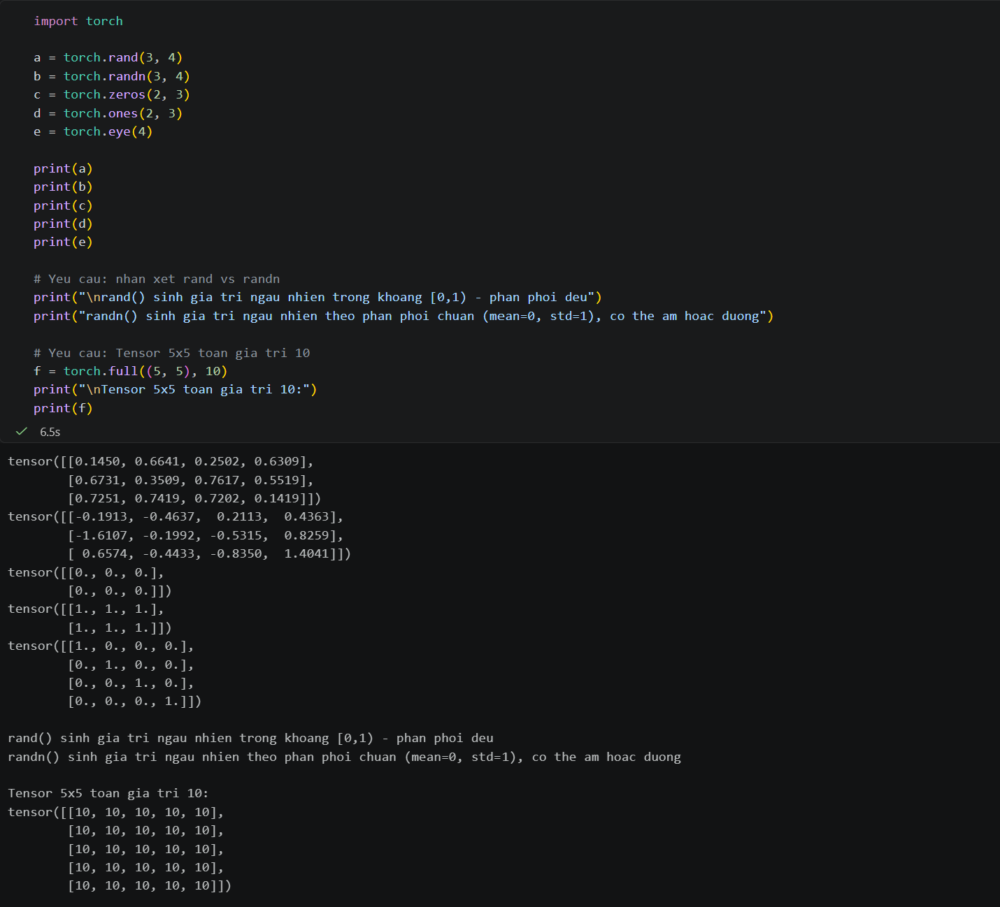 import torch
a = torch.rand(3, 4)
b = torch.randn(3, 4)
c = torch.zeros(2, 3)
d = torch.ones(2, 3)
e = torch.eye(4)
print(a)
print(b)
print(c)
print(d)
print(e)
# Yeu cau: nhan xet rand vs randn
print("\nrand() sinh gia tri ngau nhien trong khoang [0,1) - phan phoi deu")
print("randn() sinh gia tri ngau nhien theo phan phoi chuan (mean=0, std=1), co the am hoac duong")
# Yeu cau: Tensor 5x5 toan gia tri 10
f = torch.full((5, 5), 10)
print("\nTensor 5x5 toan gia tri 10:")
print(f)
6.5s
tensor([[0.1450, 0.6641, 0.2502, 0.6309],
        [0.6731, 0.3509, 0.7617, 0.5519],
        [0.7251, 0.7419, 0.7202, 0.1419]])
tensor([[-0.1913, -0.4637,  0.2113,  0.4363],
        [-1.6107, -0.1992, -0.5315,  0.8259],
        [ 0.6574, -0.4433, -0.8350,  1.4041]])
tensor([[0., 0., 0.],
        [0., 0., 0.]])
tensor([[1., 1., 1.],
        [1., 1., 1.]])
tensor([[1., 0., 0., 0.],
        [0., 1., 0., 0.],
        [0., 0., 1., 0.],
        [0., 0., 0., 1.]])
rand() sinh gia tri ngau nhien trong khoang [0,1) - phan phoi deu
randn() sinh gia tri ngau nhien theo phan phoi chuan (mean=0, std=1), co the am hoac duong
Tensor 5x5 toan gia tri 10:
tensor([[10, 10, 10, 10, 10],
        [10, 10, 10, 10, 10],
        [10, 10, 10, 10, 10],
        [10, 10, 10, 10, 10],
        [10, 10, 10, 10, 10]])